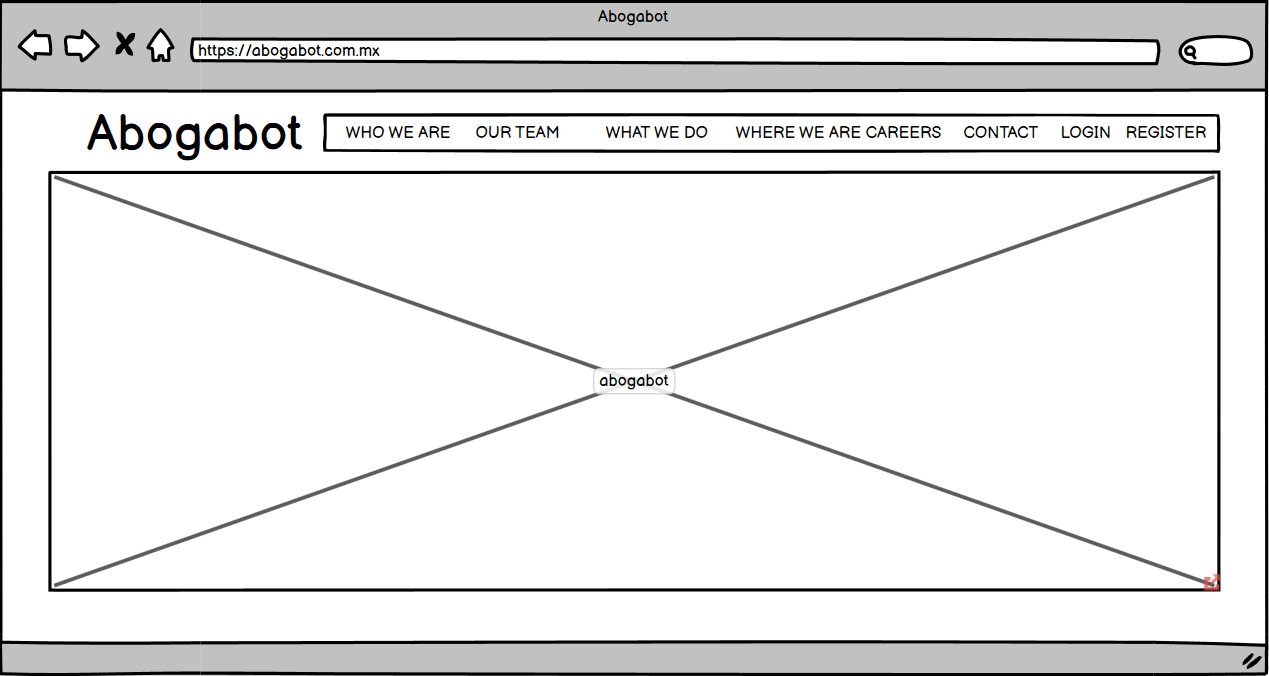 Abogabot
https://abogabot.com.mx
Abogabot
WHO WE ARE OUR TEAM WHAT WE DO WHERE WE ARE CAREERS CONTACT LOGIN REGISTER
abogabot